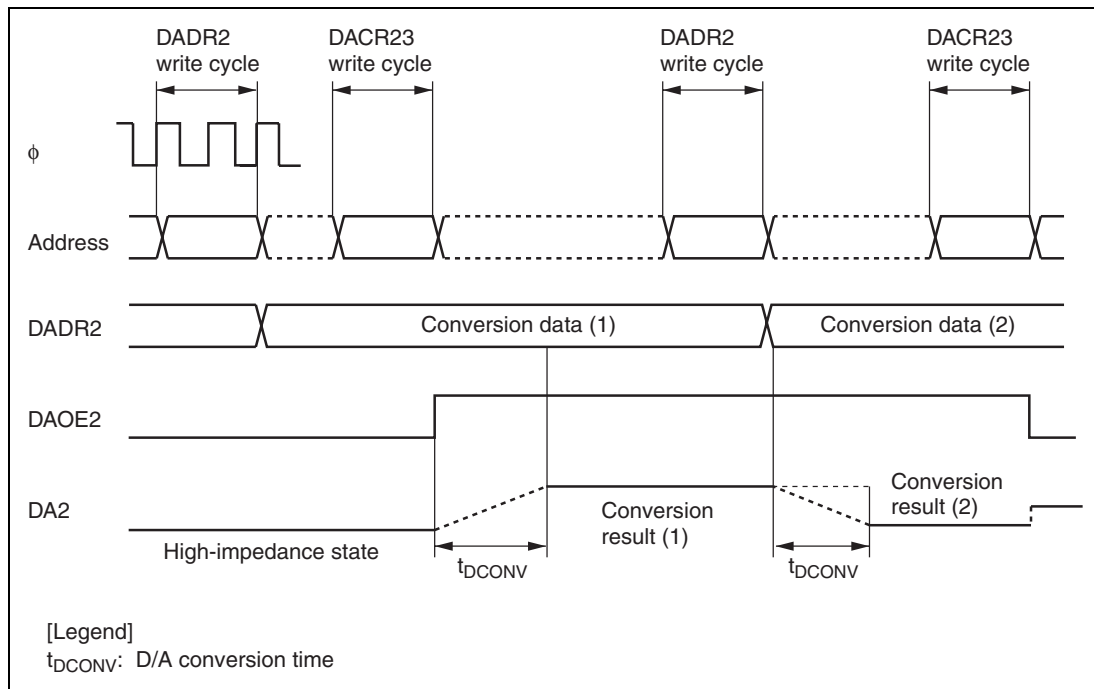 DADR2
write cycle
DACR23
write cycle
DADR2
write cycle
DACR23
write cycle
ϕ
Address
DADR2
Conversion data (1)
Conversion data (2)
DAOE2
DA2
High-impedance state
Conversion
result (1)
Conversion
result (2)
tDCONV
tDCONV
[Legend]
tDCONV: D/A conversion time